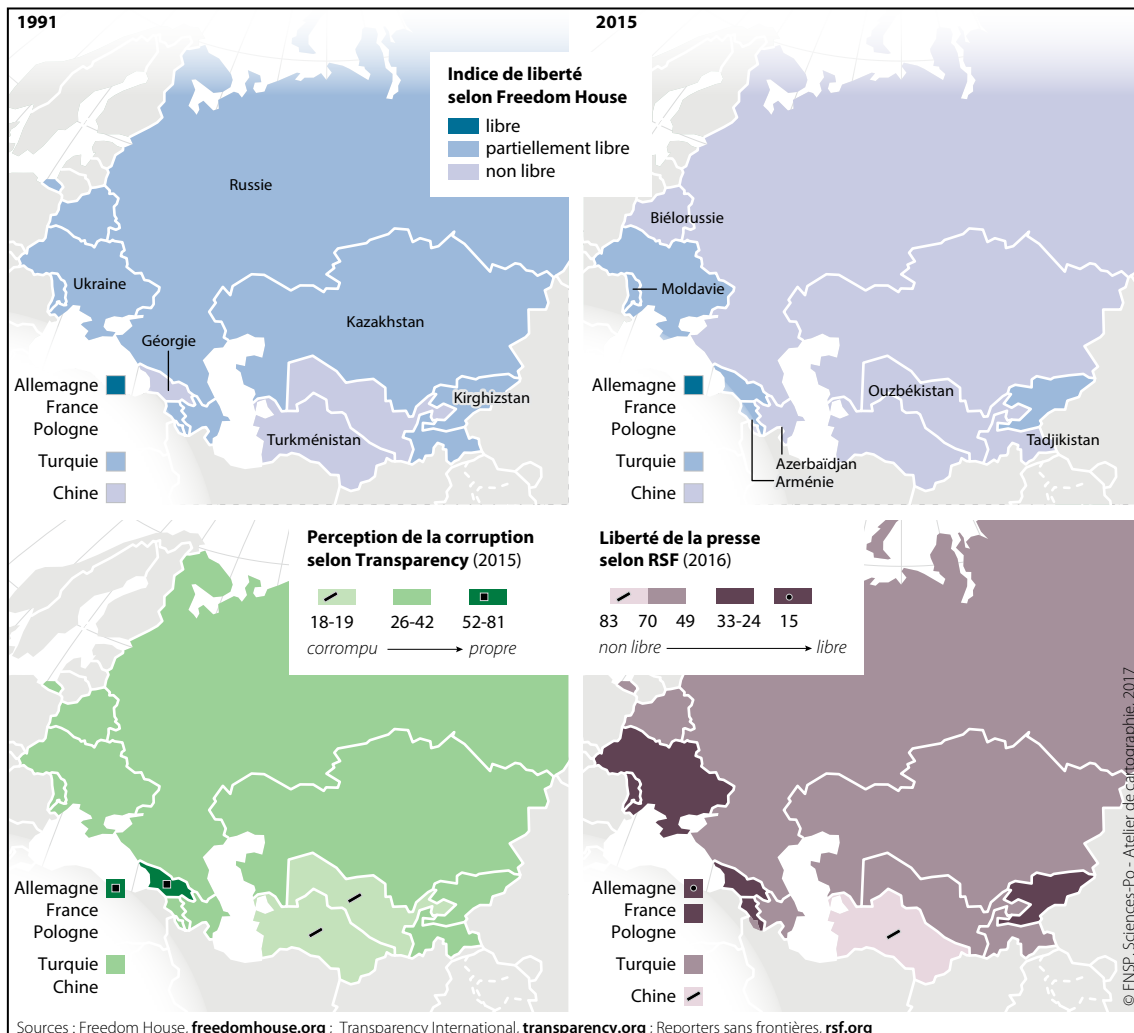 1991
Indice de liberté
selon Freedom House
libre
partiellement libre
non libre
Russie
Ukraine
Kazakhstan
Géorgie
Kirghizstan
Turkménistan
Allemagne
France
Pologne
Turquie
Chine
2015
Biélorussie
Moldavie
Ouzbékistan
Tadjikistan
Azerbaïdjan
Arménie
Allemagne
France
Pologne
Turquie
Chine
Perception de la corruption
selon Transparency (2015)
18-19 26-42 52-81
corrompu propre
Allemagne
France
Pologne
Turquie
Chine
Liberté de la presse
selon RSF (2016)
83 70 49 33-24 15
non libre libre
Allemagne
France
Pologne
Turquie
Chine
© FNSP. Sciences-Po - Atelier de cartographie, 2017
Sources : Freedom House, freedomhouse.org ; Transparency International, transparency.org ; Reporters sans frontières, rsf.org